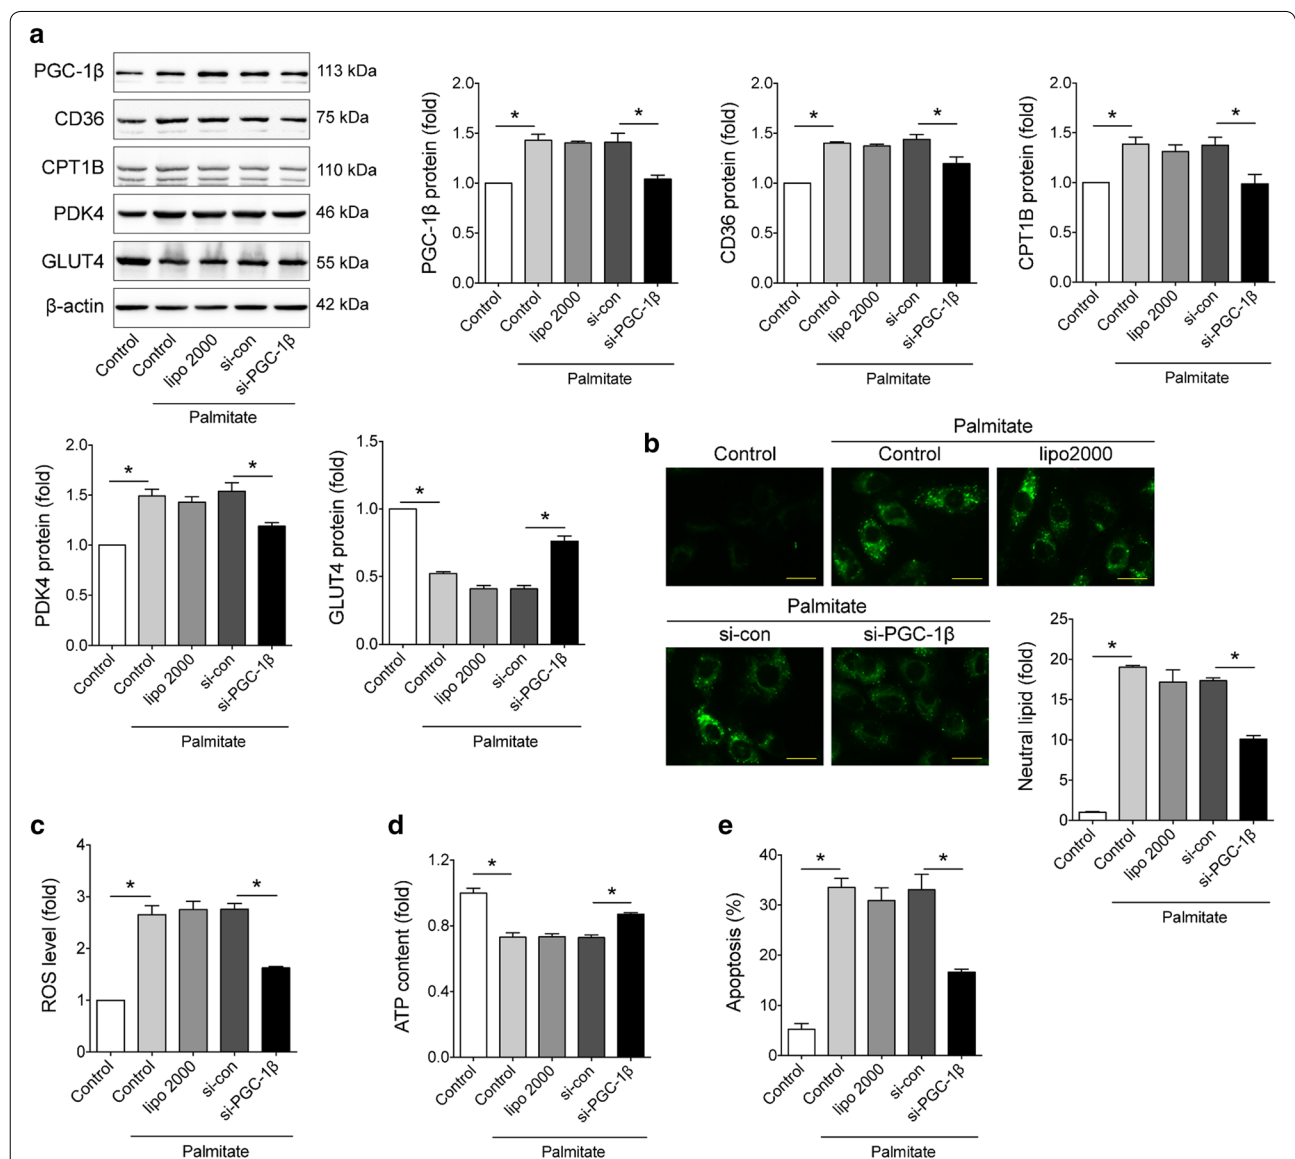 a
PGC-1β
113 kDa
CD36
75 kDa
CPT1B
110 kDa
PDK4
46 kDa
GLUT4
55 kDa
β-actin
42 kDa
Control
Control
lipo 2000
si-con
si-PGC-1β
Palmitate
PGC-1β protein (fold)
2.0
1.5
1.0
0.5
0.0
*
*
Control
Control
lipo 2000
si-con
si-PGC-1β
Palmitate
CD36 protein (fold)
2.0
1.5
1.0
0.5
0.0
*
*
Control
Control
lipo 2000
si-con
si-PGC-1β
Palmitate
CPT1B protein (fold)
2.0
1.5
1.0
0.5
0.0
*
*
Control
Control
lipo 2000
si-con
si-PGC-1β
Palmitate
PDK4 protein (fold)
2.0
1.5
1.0
0.5
0.0
*
*
Control
Control
lipo 2000
si-con
si-PGC-1β
Palmitate
GLUT4 protein (fold)
1.5
1.0
0.5
0.0
*
*
Control
Control
lipo 2000
si-con
si-PGC-1β
Palmitate
b
Palmitate
Control
Control
lipo2000
Palmitate
si-con
si-PGC-1β
Neutral lipid (fold)
25
20
15
10
5
0
*
*
Control
Control
lipo 2000
si-con
si-PGC-1β
Palmitate
c
ROS level (fold)
4
3
2
1
0
*
*
Control
Control
lipo 2000
si-con
si-PGC-1β
Palmitate
d
ATP content (fold)
1.2
0.8
0.4
0.0
*
*
Control
Control
lipo 2000
si-con
si-PGC-1β
Palmitate
e
Apoptosis (%)
40
30
20
10
0
*
*
Control
Control
lipo 2000
si-con
si-PGC-1β
Palmitate